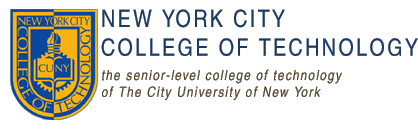 NEW YORK CITY
COLLEGE OF TECHNOLOGY
CUNY
NEW YORK CITY
COLLEGE OF TECHNOLOGY
the senior-level college of technology
of The City University of New York